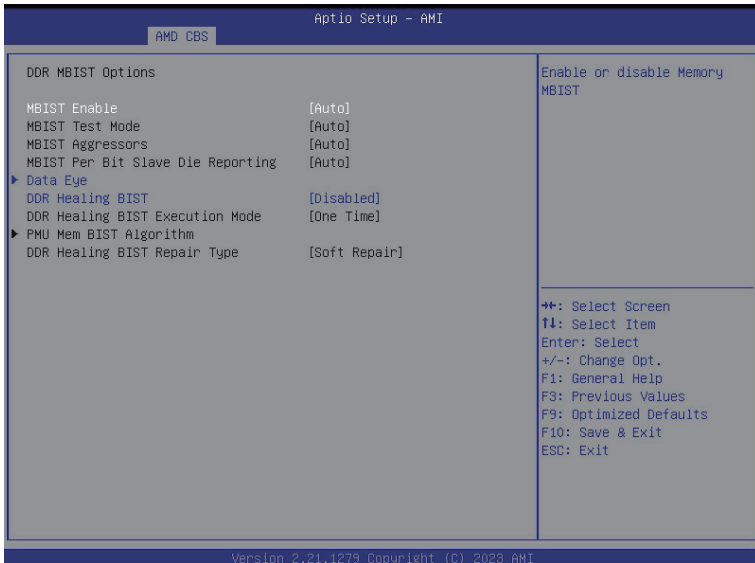 Aptio Setup – AMI
AMD CBS
DDR MBIST Options
MBIST Enable [Auto]
MBIST Test Mode [Auto]
MBIST Aggressors [Auto]
MBIST Per Bit Slave Die Reporting [Auto]
▶ Data Eye
DDR Healing BIST [Disabled]
DDR Healing BIST Execution Mode [One Time]
▶ PMU Mem BIST Algorithm
DDR Healing BIST Repair Type [Soft Repair]
Enable or disable Memory
MBIST
→←: Select Screen
↑↓: Select Item
Enter: Select
+/-: Change Opt.
F1: General Help
F3: Previous Values
F9: Optimized Defaults
F10: Save & Exit
ESC: Exit
Version 2.21.1279 Copyright (C) 2023 AMI